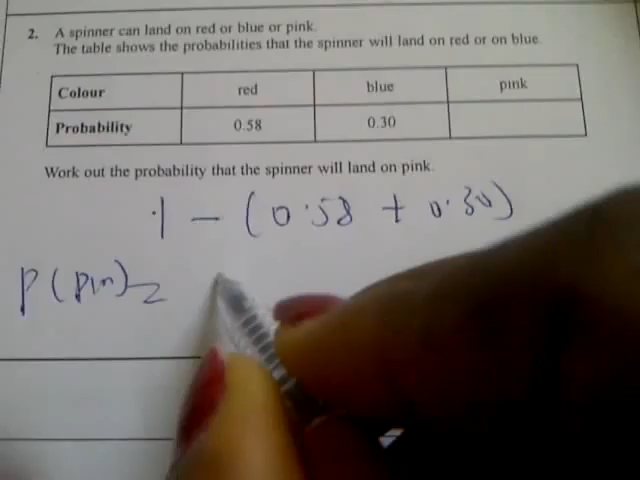 2. A spinner can land on red or blue or pink.
The table shows the probabilities that the spinner will land on red or on blue.
Colour red blue pink
Probability 0.58 0.30
Work out the probability that the spinner will land on pink.
1 - (0.58 + 0.30)
P(pin) =